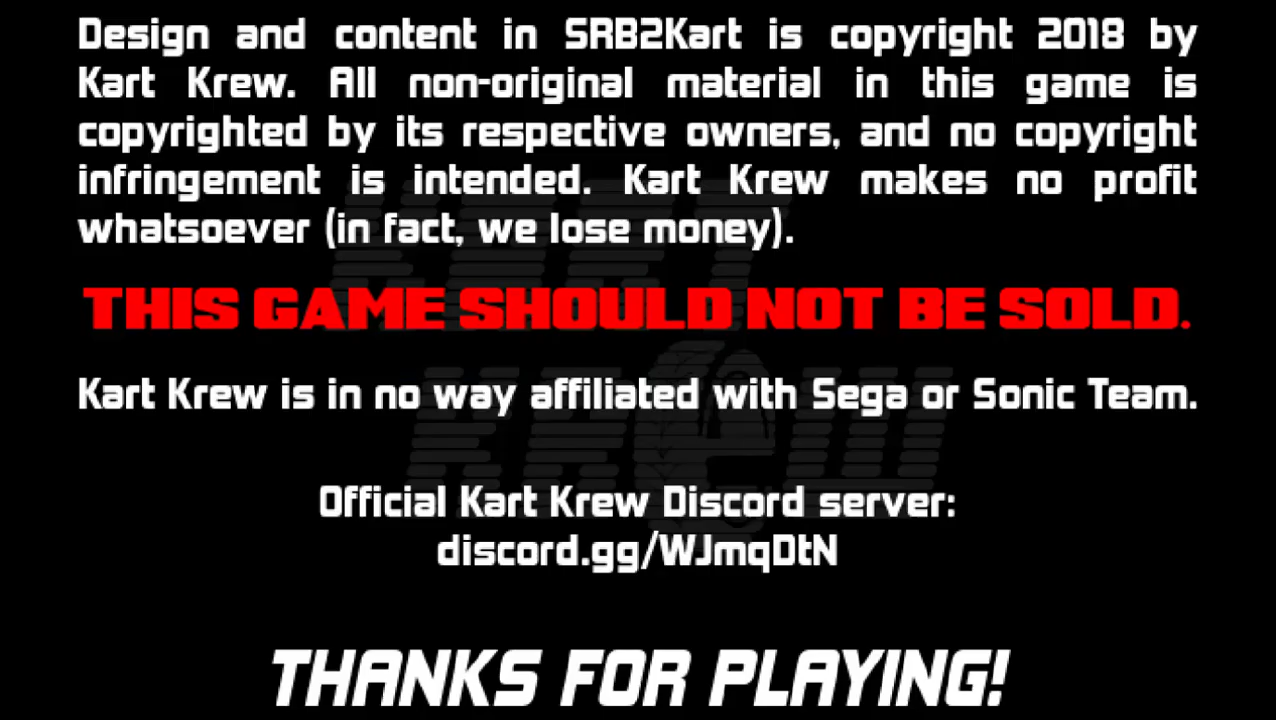 Design and content in SRB2Kart is copyright 2018 by
Kart Krew. All non-original material in this game is
copyrighted by its respective owners, and no copyright
infringement is intended. Kart Krew makes no profit
whatsoever (in fact, we lose money).
THIS GAME SHOULD NOT BE SOLD.
Kart Krew is in no way affiliated with Sega or Sonic Team.
Official Kart Krew Discord server:
discord.gg/WJmqDtN
THANKS FOR PLAYING!
KART
KREW